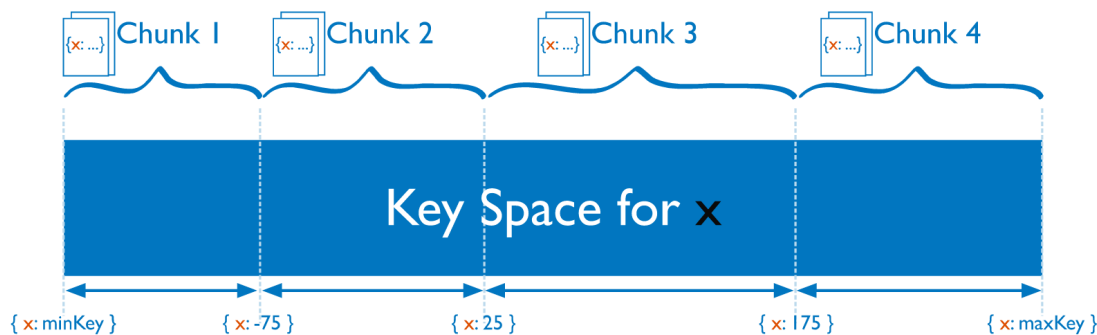 {x: ...} Chunk 1 {x: ...} Chunk 2 {x: ...} Chunk 3 {x: ...} Chunk 4
Key Space for x
{ x: minKey } { x: -75 } { x: 25 } { x: 175 } { x: maxKey }